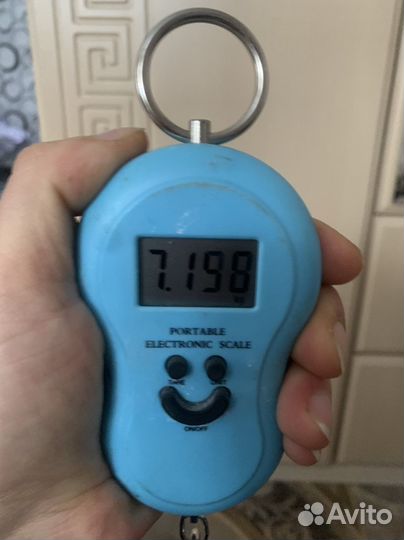 7.198
kg
PORTABLE
ELECTRONIC SCALE
TARE UNIT
ON/OFF
Avito